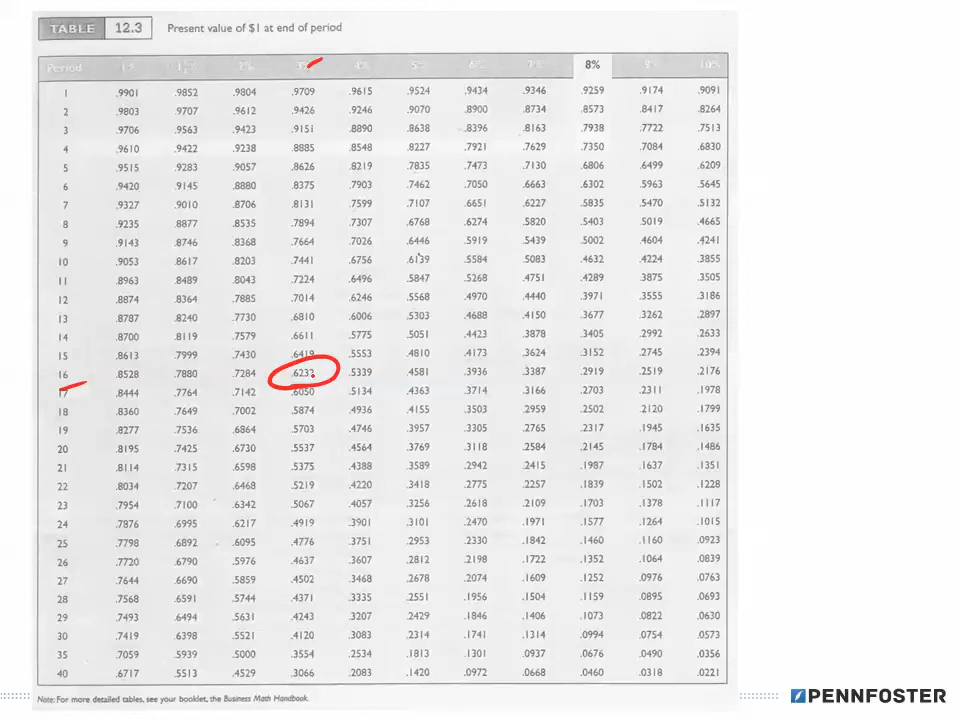 TABLE 12.3 Present value of $1 at end of period
Period 1% 1½% 2% 3% 4% 5% 6% 7% 8% 9% 10%
1 .9901 .9852 .9804 .9709 .9615 .9524 .9434 .9346 .9259 .9174 .9091
2 .9803 .9707 .9612 .9426 .9246 .9070 .8900 .8734 .8573 .8417 .8264
3 .9706 .9563 .9423 .9151 .8890 .8638 .8396 .8163 .7938 .7722 .7513
4 .9610 .9422 .9238 .8885 .8548 .8227 .7921 .7629 .7350 .7084 .6830
5 .9515 .9283 .9057 .8626 .8219 .7835 .7473 .7130 .6806 .6499 .6209
6 .9420 .9145 .8880 .8375 .7903 .7462 .7050 .6663 .6302 .5963 .5645
7 .9327 .9010 .8706 .8131 .7599 .7107 .6651 .6227 .5835 .5470 .5132
8 .9235 .8877 .8535 .7894 .7307 .6768 .6274 .5820 .5403 .5019 .4665
9 .9143 .8746 .8368 .7664 .7026 .6446 .5919 .5439 .5002 .4604 .4241
10 .9053 .8617 .8203 .7441 .6756 .6139 .5584 .5083 .4632 .4224 .3855
11 .8963 .8489 .8043 .7224 .6496 .5847 .5268 .4751 .4289 .3875 .3505
12 .8874 .8364 .7885 .7014 .6246 .5568 .4970 .4440 .3971 .3555 .3186
13 .8787 .8240 .7730 .6810 .6006 .5303 .4688 .4150 .3677 .3262 .2897
14 .8700 .8119 .7579 .6611 .5775 .5051 .4423 .3878 .3405 .2992 .2633
15 .8613 .7999 .7430 .6419 .5553 .4810 .4173 .3624 .3152 .2745 .2394
16 .8528 .7880 .7284 .6232 .5339 .4581 .3936 .3387 .2919 .2519 .2176
17 .8444 .7764 .7142 .6050 .5134 .4363 .3714 .3166 .2703 .2311 .1978
18 .8360 .7649 .7002 .5874 .4936 .4155 .3503 .2959 .2502 .2120 .1799
19 .8277 .7536 .6864 .5703 .4746 .3957 .3305 .2765 .2317 .1945 .1635
20 .8195 .7425 .6730 .5537 .4564 .3769 .3118 .2584 .2145 .1784 .1486
21 .8114 .7315 .6598 .5375 .4388 .3589 .2942 .2415 .1987 .1637 .1351
22 .8034 .7207 .6468 .5219 .4220 .3418 .2775 .2257 .1839 .1502 .1228
23 .7954 .7100 .6342 .5067 .4057 .3256 .2618 .2109 .1703 .1378 .1117
24 .7876 .6995 .6217 .4919 .3901 .3101 .2470 .1971 .1577 .1264 .1015
25 .7798 .6892 .6095 .4776 .3751 .2953 .2330 .1842 .1460 .1160 .0923
26 .7720 .6790 .5976 .4637 .3607 .2812 .2198 .1722 .1352 .1064 .0839
27 .7644 .6690 .5859 .4502 .3468 .2678 .2074 .1609 .1252 .0976 .0763
28 .7568 .6591 .5744 .4371 .3335 .2551 .1956 .1504 .1159 .0895 .0693
29 .7493 .6494 .5631 .4243 .3207 .2429 .1846 .1406 .1073 .0822 .0630
30 .7419 .6398 .5521 .4120 .3083 .2314 .1741 .1314 .0994 .0754 .0573
35 .7059 .5939 .5000 .3554 .2534 .1813 .1301 .0937 .0676 .0490 .0356
40 .6717 .5513 .4529 .3066 .2083 .1420 .0972 .0668 .0460 .0318 .0221
Note: For more detailed tables, see your booklet, the Business Math Handbook.
PENNFOSTER